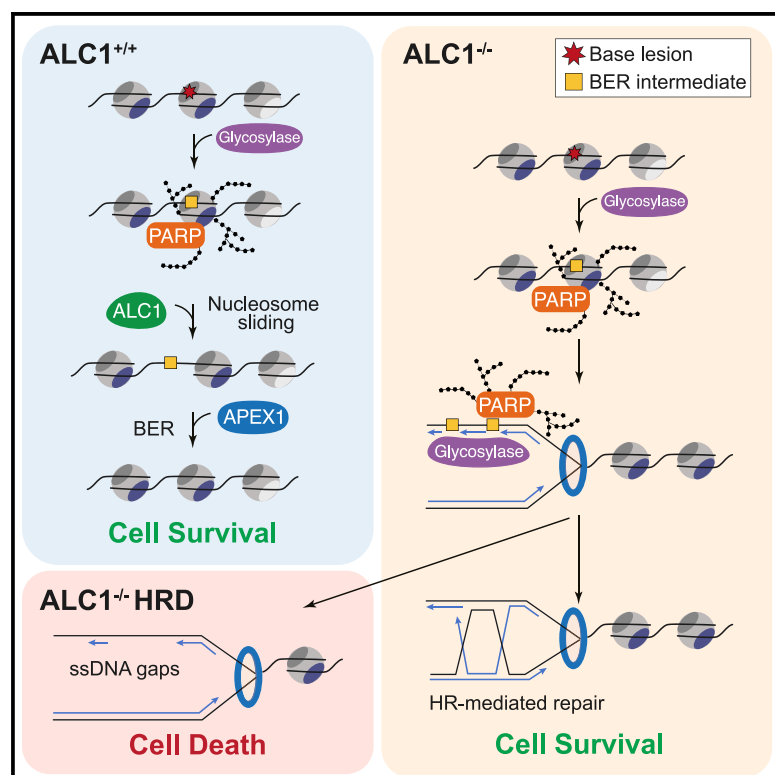 ALC1+/+
Glycosylase
PARP
ALC1
Nucleosome
sliding
BER
APEX1
Cell Survival
ALC1-/-
Base lesion
BER intermediate
Glycosylase
PARP
PARP
Glycosylase
HR-mediated repair
Cell Survival
ALC1-/- HRD
ssDNA gaps
Cell Death